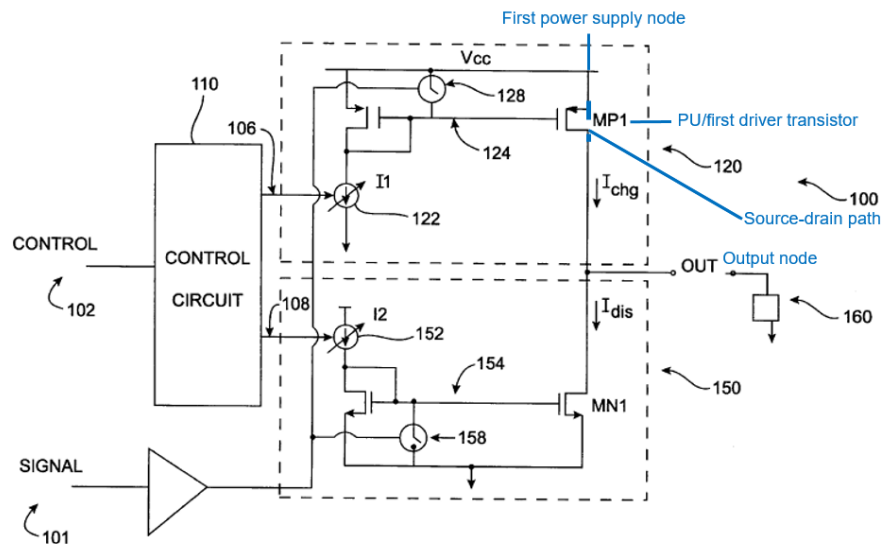 First power supply node
Vcc
110
128
106
MP1
PU/first driver transistor
124
120
I1
Ichg
100
122
Source-drain path
CONTROL
CONTROL
CIRCUIT
OUT
Output node
102
108
I2
Idis
160
152
154
150
MN1
158
SIGNAL
101